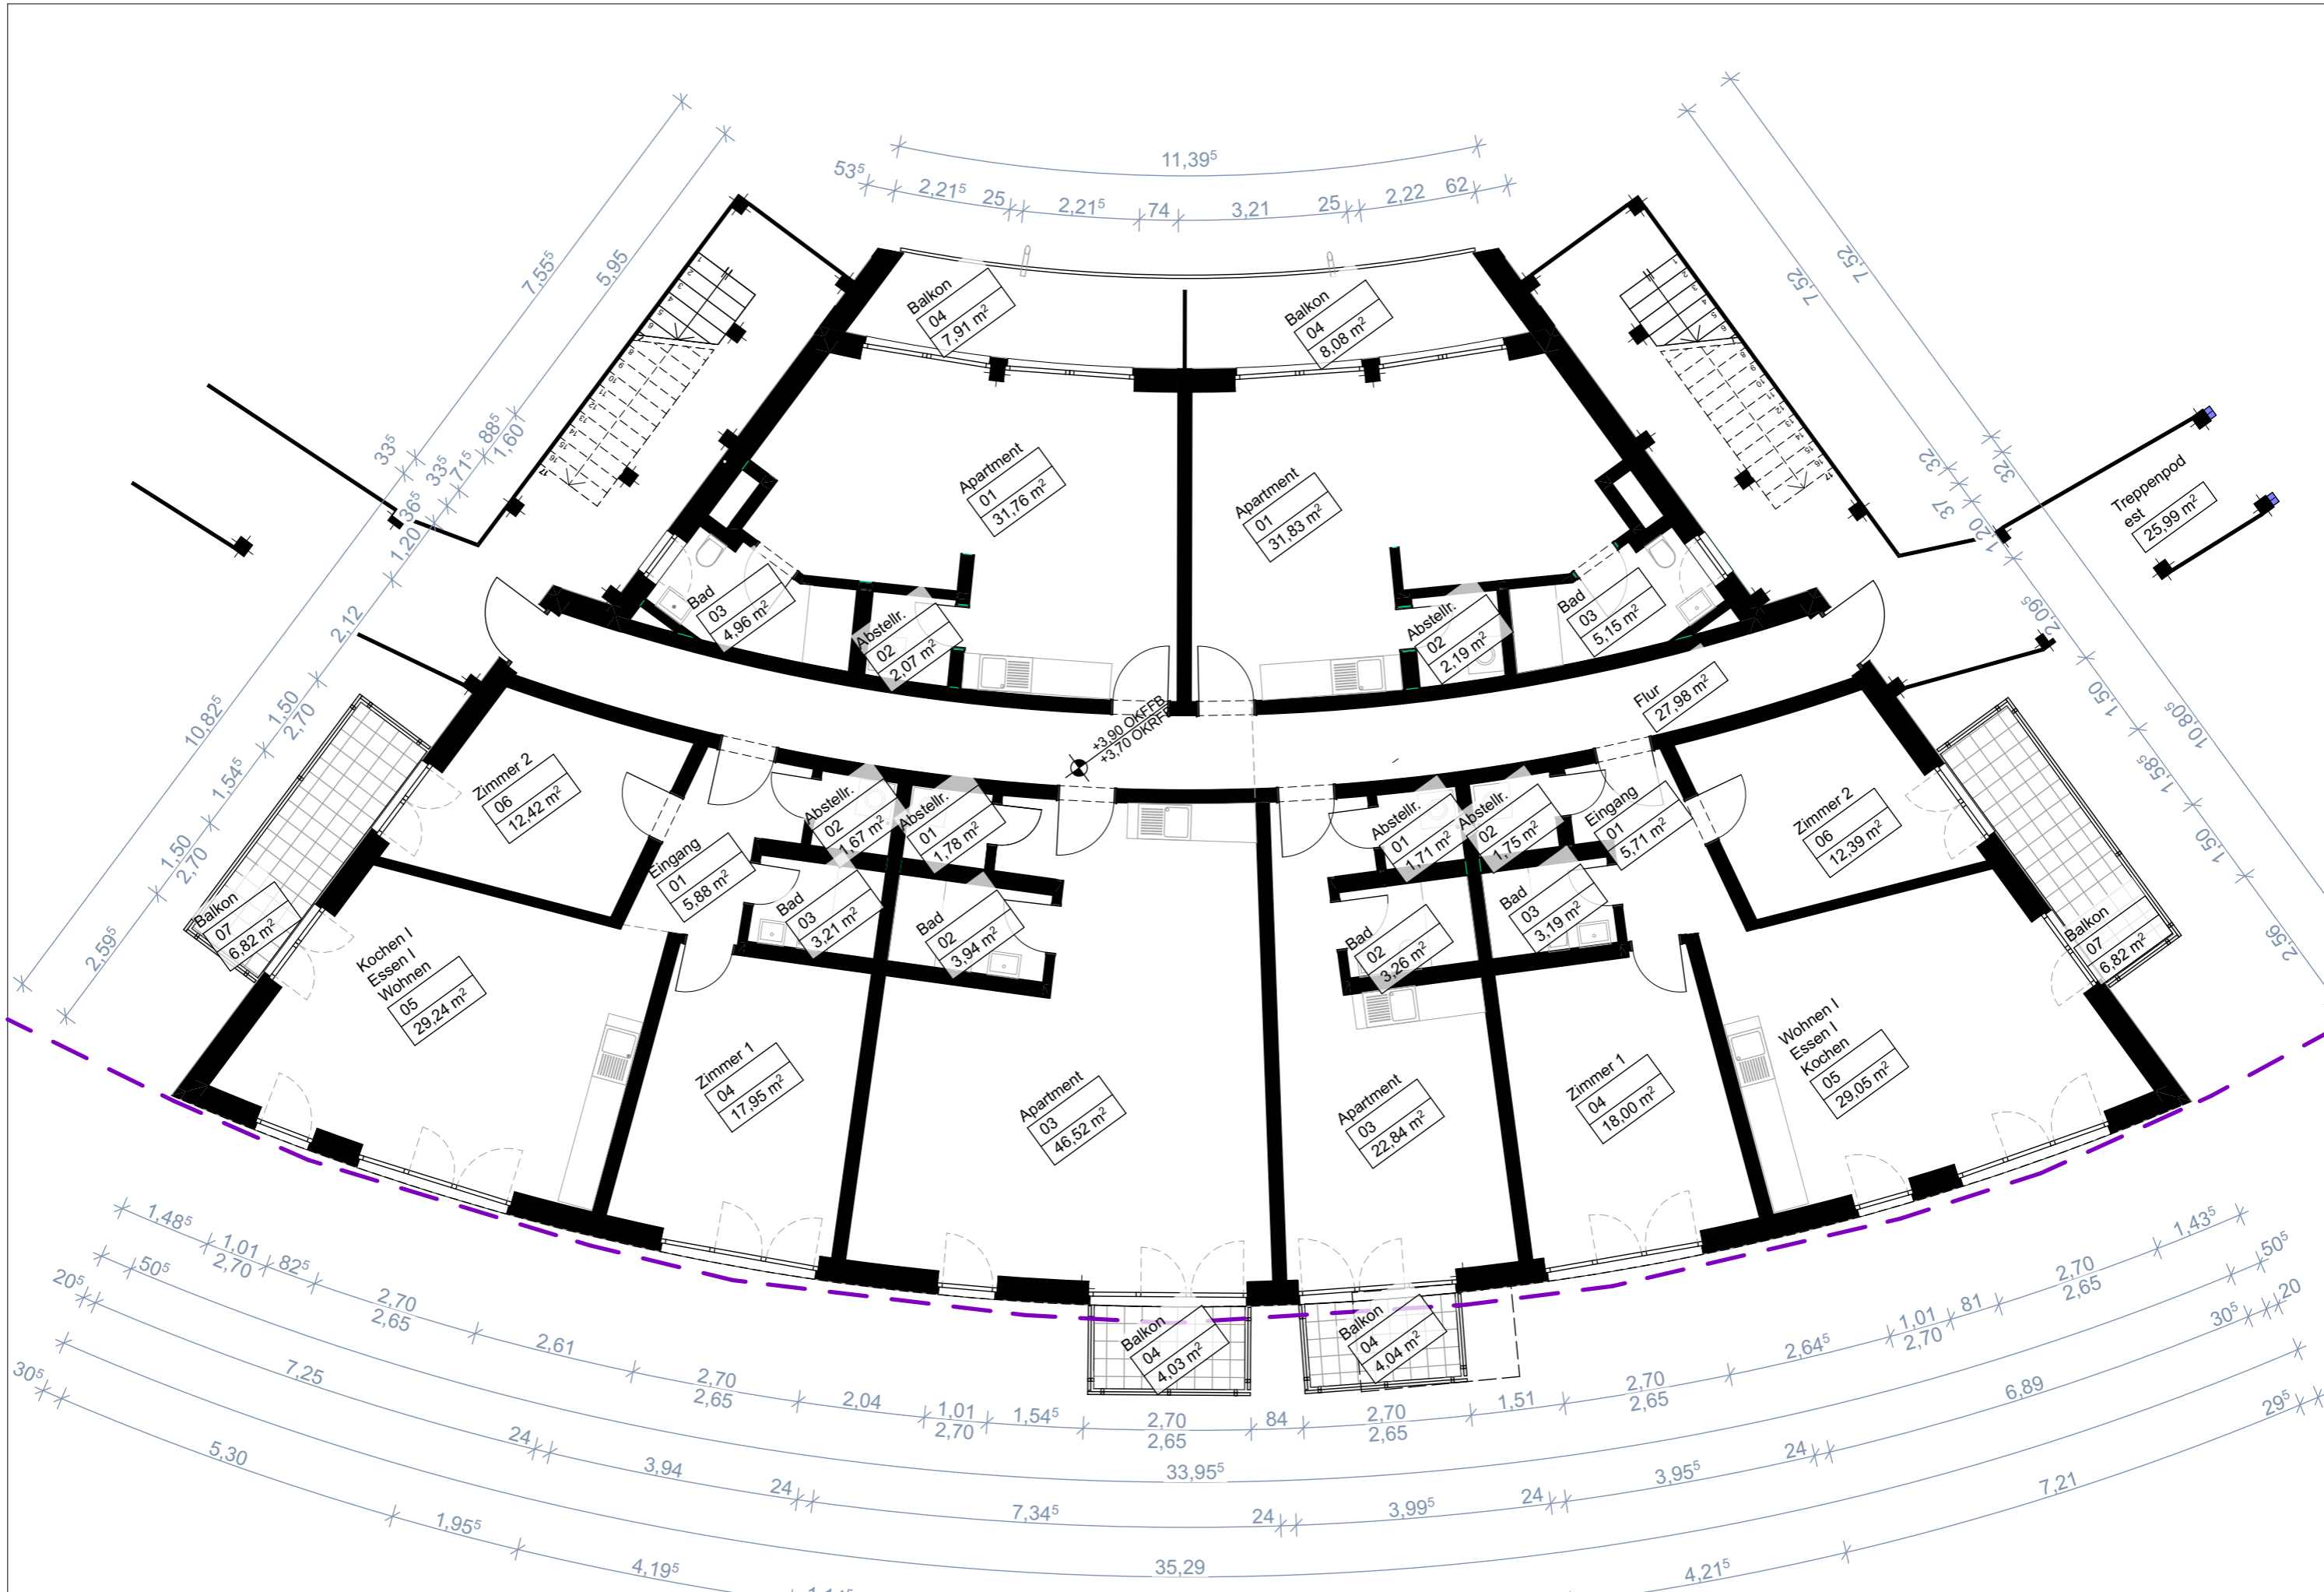 11,39⁵
53⁵
2,21⁵
25
2,21⁵
74
3,21
25
2,22
62
7,55⁵
5,95
33⁵
33⁵
36⁵
71⁵
88⁵
1,60
1,20
2,12
10,82⁵
1,50
2,70
1,54⁵
1,50
2,70
2,59⁵
7,52
7,52
32
32
37
1,20
2,09⁵
1,50
10,80⁵
1,58⁵
1,50
2,56
Balkon
04
7,91 m²
Balkon
04
8,08 m²
Apartment
01
31,76 m²
Apartment
01
31,83 m²
Treppenpod
est
25,99 m²
Bad
03
4,96 m²
Abstellr.
02
2,07 m²
Abstellr.
02
2,19 m²
Bad
03
5,15 m²
Flur
27,98 m²
+3,90 OKFFB
+3,70 OKRFB
Zimmer 2
06
12,42 m²
Eingang
01
5,88 m²
Abstellr.
02
1,67 m²
Abstellr.
01
1,78 m²
Abstellr.
01
1,71 m²
Abstellr.
02
1,75 m²
Eingang
01
5,71 m²
Zimmer 2
06
12,39 m²
Balkon
07
6,82 m²
Kochen I
Essen I
Wohnen
05
29,24 m²
Bad
03
3,21 m²
Bad
02
3,94 m²
Bad
02
3,26 m²
Bad
03
3,19 m²
Balkon
07
6,82 m²
Zimmer 1
04
17,95 m²
Apartment
03
46,52 m²
Apartment
03
22,84 m²
Zimmer 1
04
18,00 m²
Wohnen I
Essen I
Kochen
05
29,05 m²
Balkon
04
4,03 m²
Balkon
04
4,04 m²
1,48⁵
1,01
2,70
82⁵
2,70
2,65
2,61
2,70
2,65
2,04
1,01
2,70
1,54⁵
2,70
2,65
84
2,70
2,65
1,51
2,70
2,65
2,64⁵
1,01
2,70
81
2,70
2,65
1,43⁵
50⁵
33,95⁵
50⁵
20⁵
7,25
24
3,94
24
7,34⁵
24
3,99⁵
24
3,95⁵
24
6,89
30⁵
20
35,29
30⁵
5,30
1,95⁵
4,19⁵
4,21⁵
7,21
29⁵